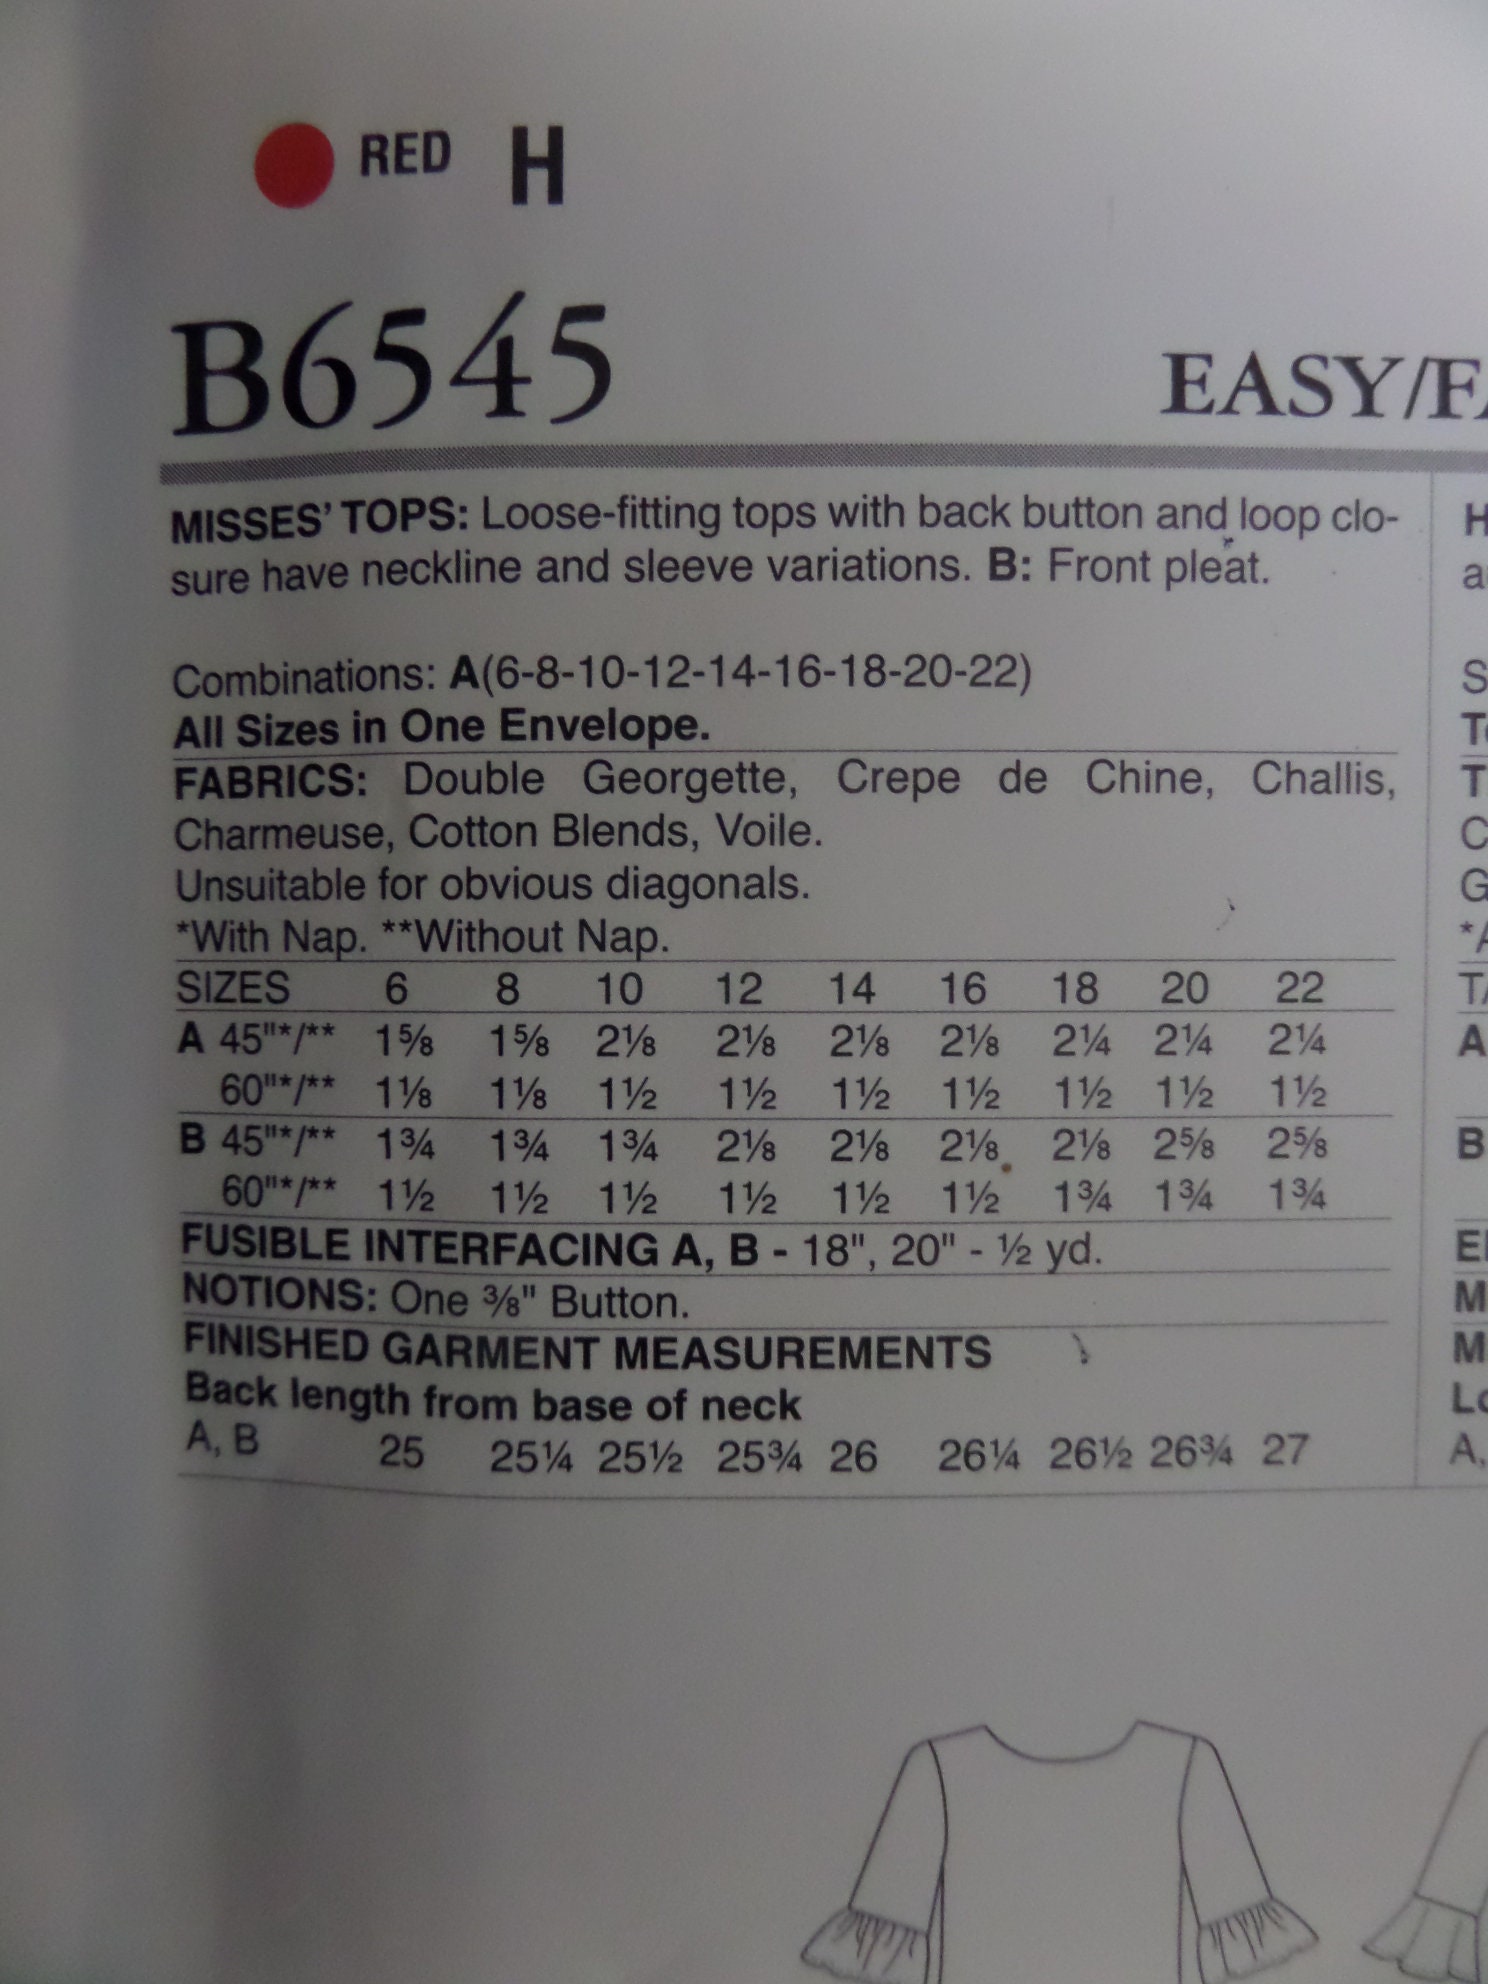 RED H
B6545
EASY/FA
MISSES' TOPS: Loose-fitting tops with back button and loop clo-
sure have neckline and sleeve variations. B: Front pleat.
Combinations: A(6-8-10-12-14-16-18-20-22)
All Sizes in One Envelope.
FABRICS: Double Georgette, Crepe de Chine, Challis,
Charmeuse, Cotton Blends, Voile.
Unsuitable for obvious diagonals.
*With Nap. **Without Nap.
SIZES 6 8 10 12 14 16 18 20 22
A 45"*/** 1⅝ 1⅝ 2⅛ 2⅛ 2⅛ 2⅛ 2¼ 2¼ 2¼
60"*/** 1⅛ 1⅛ 1½ 1½ 1½ 1½ 1½ 1½ 1½
B 45"*/** 1¾ 1¾ 1¾ 2⅛ 2⅛ 2⅛ 2⅛ 2⅝ 2⅝
60"*/** 1½ 1½ 1½ 1½ 1½ 1½ 1¾ 1¾ 1¾
FUSIBLE INTERFACING A, B - 18", 20" - ½ yd.
NOTIONS: One ⅜" Button.
FINISHED GARMENT MEASUREMENTS
Back length from base of neck
A, B 25 25¼ 25½ 25¾ 26 26¼ 26½ 26¾ 27